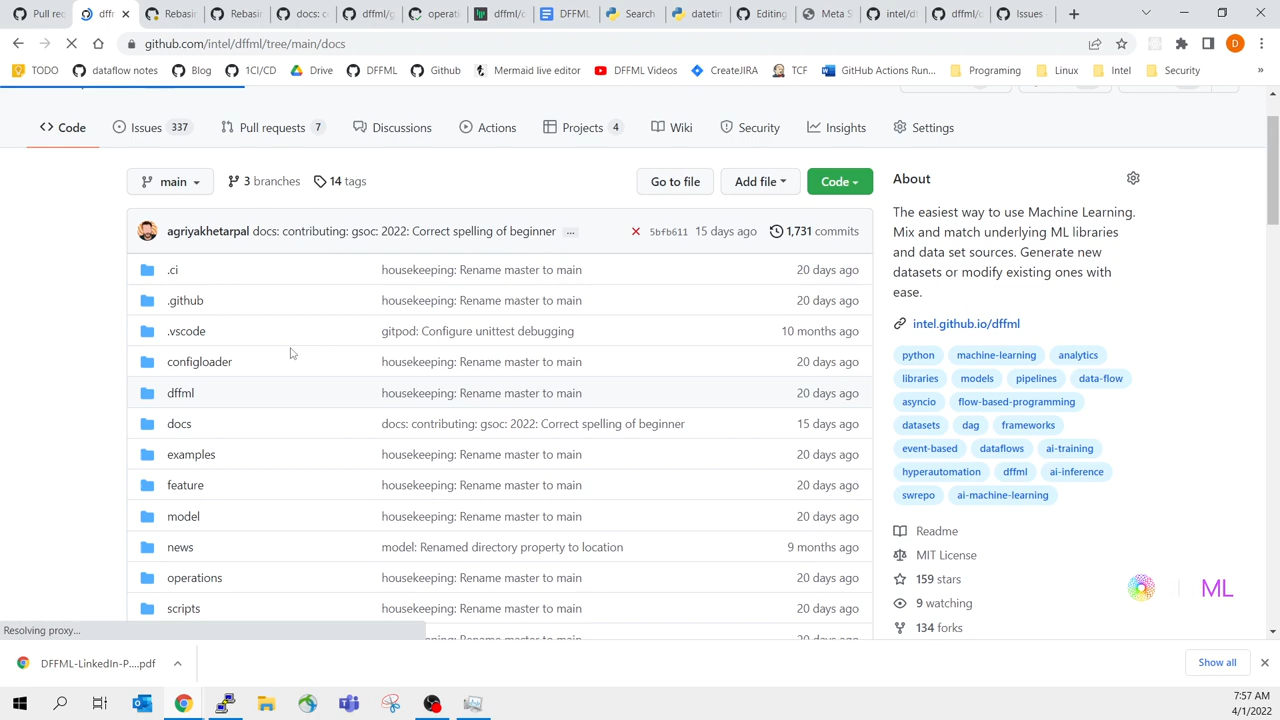 Pull rec
dffm
Rebasin
Rebasin
docs: co
dffml/g
operati
dffml/c
DFFML
Search
datetim
Editing
Meta S
intel/df
dffml/c
Issues
github.com/intel/dffml/tree/main/docs
D
TODO
dataflow notes
Blog
1CI/CD
Drive
DFFML
Github
Mermaid live editor
DFFML Videos
CreateJIRA
TCF
GitHub Actions Run...
Programing
Linux
Intel
Security
»
Code
Issues 337
Pull requests 7
Discussions
Actions
Projects 4
Wiki
Security
Insights
Settings
main
3 branches
14 tags
Go to file
Add file
Code
agriyakhetarpal docs: contributing: gsoc: 2022: Correct spelling of beginner ... 5bfb611 15 days ago 1,731 commits
.ci housekeeping: Rename master to main 20 days ago
.github housekeeping: Rename master to main 20 days ago
.vscode gitpod: Configure unittest debugging 10 months ago
configloader housekeeping: Rename master to main 20 days ago
dffml housekeeping: Rename master to main 20 days ago
docs docs: contributing: gsoc: 2022: Correct spelling of beginner 15 days ago
examples housekeeping: Rename master to main 20 days ago
feature housekeeping: Rename master to main 20 days ago
model housekeeping: Rename master to main 20 days ago
news model: Renamed directory property to location 9 months ago
operations housekeeping: Rename master to main 20 days ago
scripts housekeeping: Rename master to main 20 days ago
About
The easiest way to use Machine Learning.
Mix and match underlying ML libraries
and data set sources. Generate new
datasets or modify existing ones with
ease.
intel.github.io/dffml
python machine-learning analytics
libraries models pipelines data-flow
asyncio flow-based-programming
datasets dag frameworks
event-based dataflows ai-training
hyperautomation dffml ai-inference
swrepo ai-machine-learning
Readme
MIT License
159 stars
9 watching
134 forks
ML
Resolving proxy...
DFFML-LinkedIn-P....pdf
Show all
7:57 AM
4/1/2022